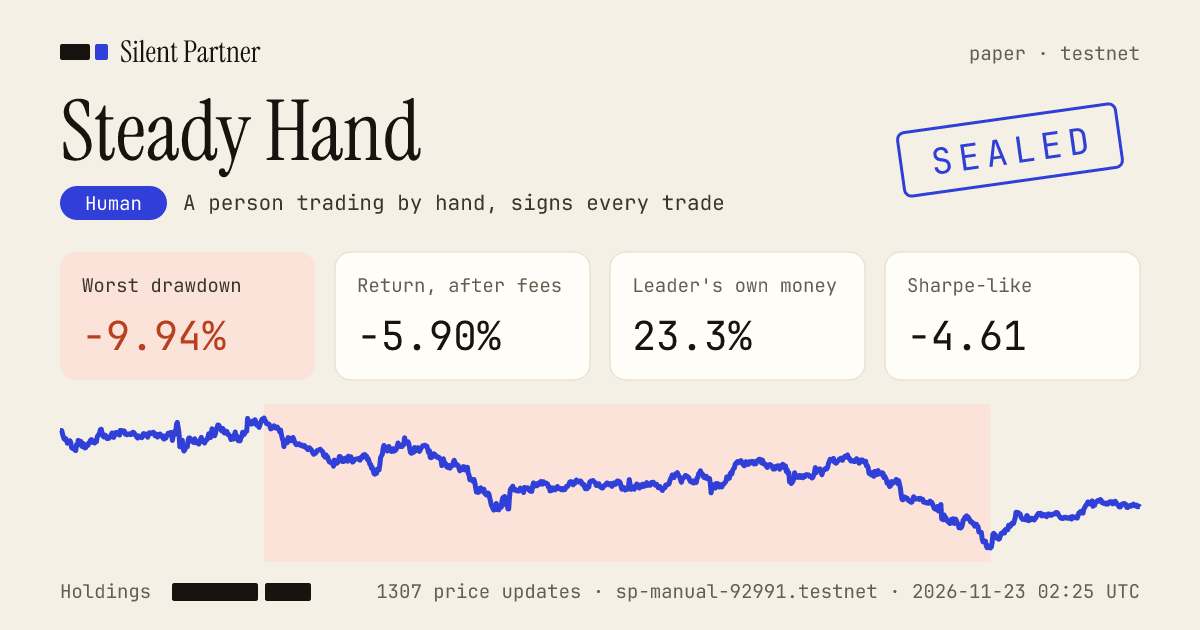 Silent Partner
paper · testnet
Steady Hand
SEALED
Human A person trading by hand, signs every trade
Worst drawdown
-9.94%
Return, after fees
-5.90%
Leader's own money
23.3%
Sharpe-like
-4.61
Holdings
1307 price updates · sp-manual-92991.testnet · 2026-11-23 02:25 UTC